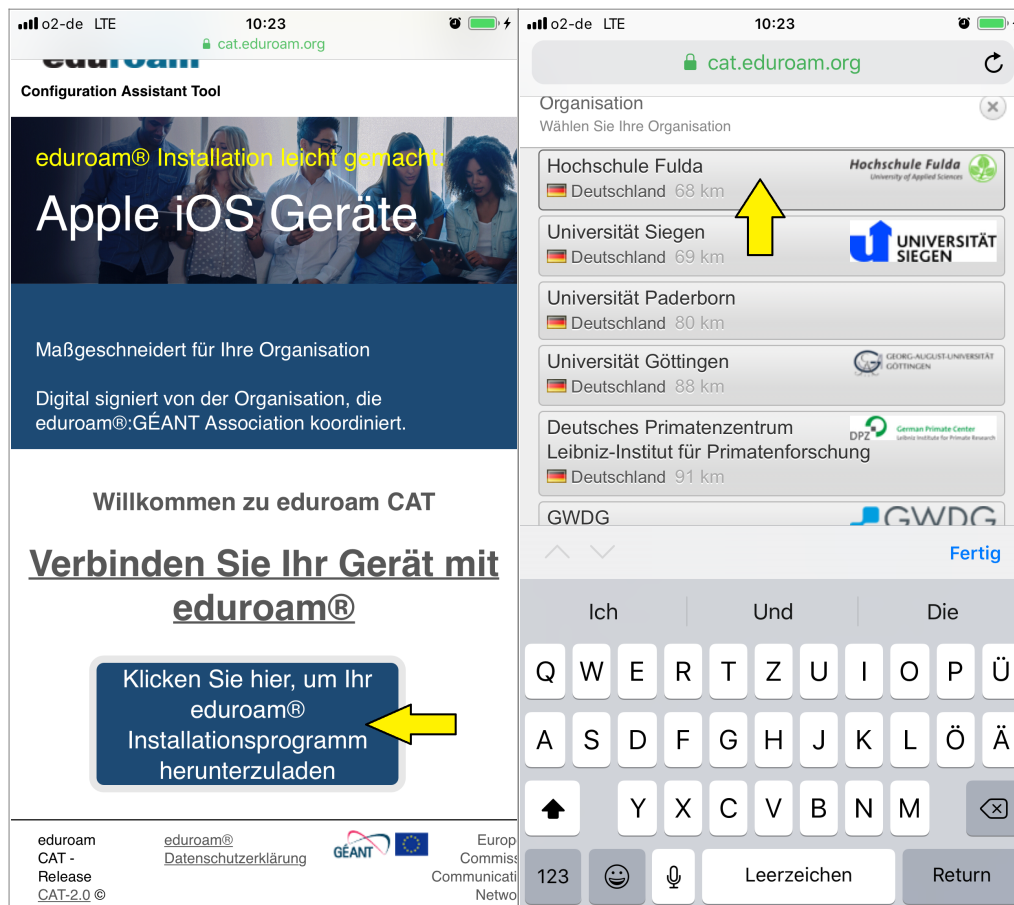 o2-de LTE 10:23
cat.eduroam.org
eduroam
Configuration Assistant Tool
eduroam® Installation leicht gemacht:
Apple iOS Geräte
Maßgeschneidert für Ihre Organisation
Digital signiert von der Organisation, die
eduroam®:GÉANT Association koordiniert.
Willkommen zu eduroam CAT
Verbinden Sie Ihr Gerät mit
eduroam®
Klicken Sie hier, um Ihr
eduroam®
Installationsprogramm
herunterzuladen
eduroam
CAT -
Release
CAT-2.0 ©
eduroam®
Datenschutzerklärung
GÉANT
Europ
Commiss
Communicati
Netwo
o2-de LTE 10:23
cat.eduroam.org
Organisation
Wählen Sie Ihre Organisation
Hochschule Fulda
Deutschland 68 km
Hochschule Fulda
University of Applied Sciences
Universität Siegen
Deutschland 69 km
UNIVERSITÄT
SIEGEN
Universität Paderborn
Deutschland 80 km
Universität Göttingen
Deutschland 88 km
GEORG-AUGUST-UNIVERSITÄT
GÖTTINGEN
Deutsches Primatenzentrum
Leibniz-Institut für Primatenforschung
Deutschland 91 km
DPZ
German Primate Center
Leibniz Institute for Primate Research
GWDG
GWDG
Fertig
Ich Und Die
Q W E R T Z U I O P Ü
A S D F G H J K L Ö Ä
Y X C V B N M
123 Leerzeichen Return